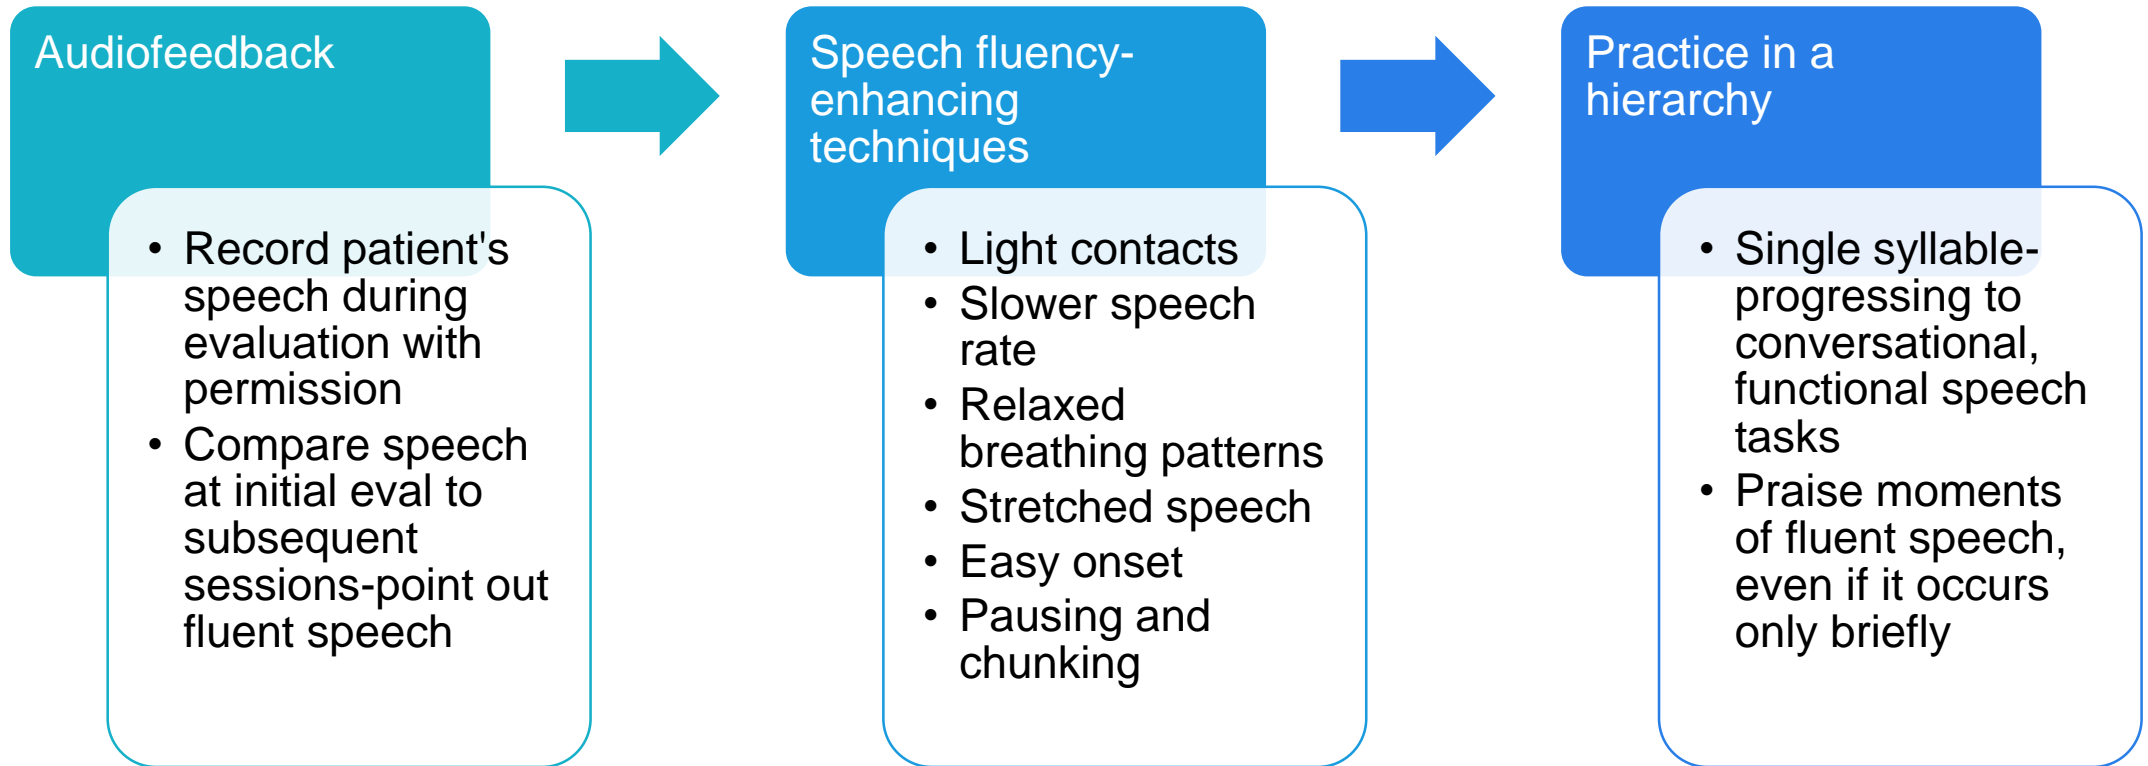 Audiofeedback
• Record patient's
speech during
evaluation with
permission
• Compare speech
at initial eval to
subsequent
sessions-point out
fluent speech
Speech fluency-
enhancing
techniques
• Light contacts
• Slower speech
rate
• Relaxed
breathing patterns
• Stretched speech
• Easy onset
• Pausing and
chunking
Practice in a
hierarchy
• Single syllable-
progressing to
conversational,
functional speech
tasks
• Praise moments
of fluent speech,
even if it occurs
only briefly